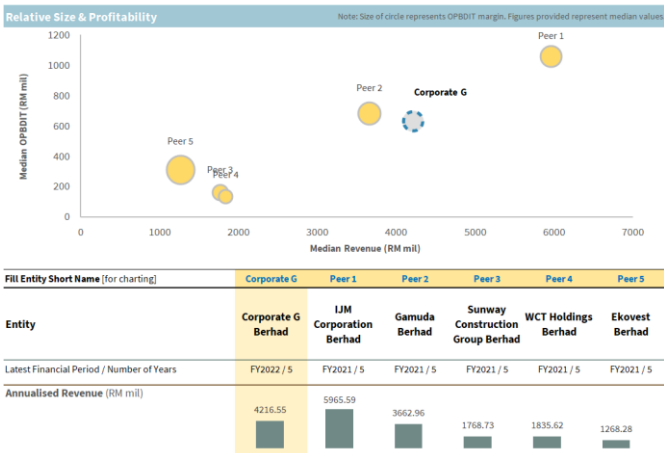 Relative Size & Profitability
Note: Size of circle represents OPBDIT margin. Figures provided represent median values
Median OPBDIT (RM mil)
1200
1000
800
600
400
200
0
Peer 1
Peer 2
Corporate G
Peer 5
Peer 3
Peer 4
0 1000 2000 3000 4000 5000 6000 7000
Median Revenue (RM mil)
Fill Entity Short Name [for charting] Corporate G Peer 1 Peer 2 Peer 3 Peer 4 Peer 5
Entity
Corporate G
Berhad
IJM
Corporation
Berhad
Gamuda
Berhad
Sunway
Construction
Group Berhad
WCT Holdings
Berhad
Ekovest
Berhad
Latest Financial Period / Number of Years FY2022 / 5 FY2021 / 5 FY2021 / 5 FY2021 / 5 FY2021 / 5 FY2021 / 5
Annualised Revenue (RM mil)
4216.55 5965.59 3662.96 1768.73 1835.62 1268.28